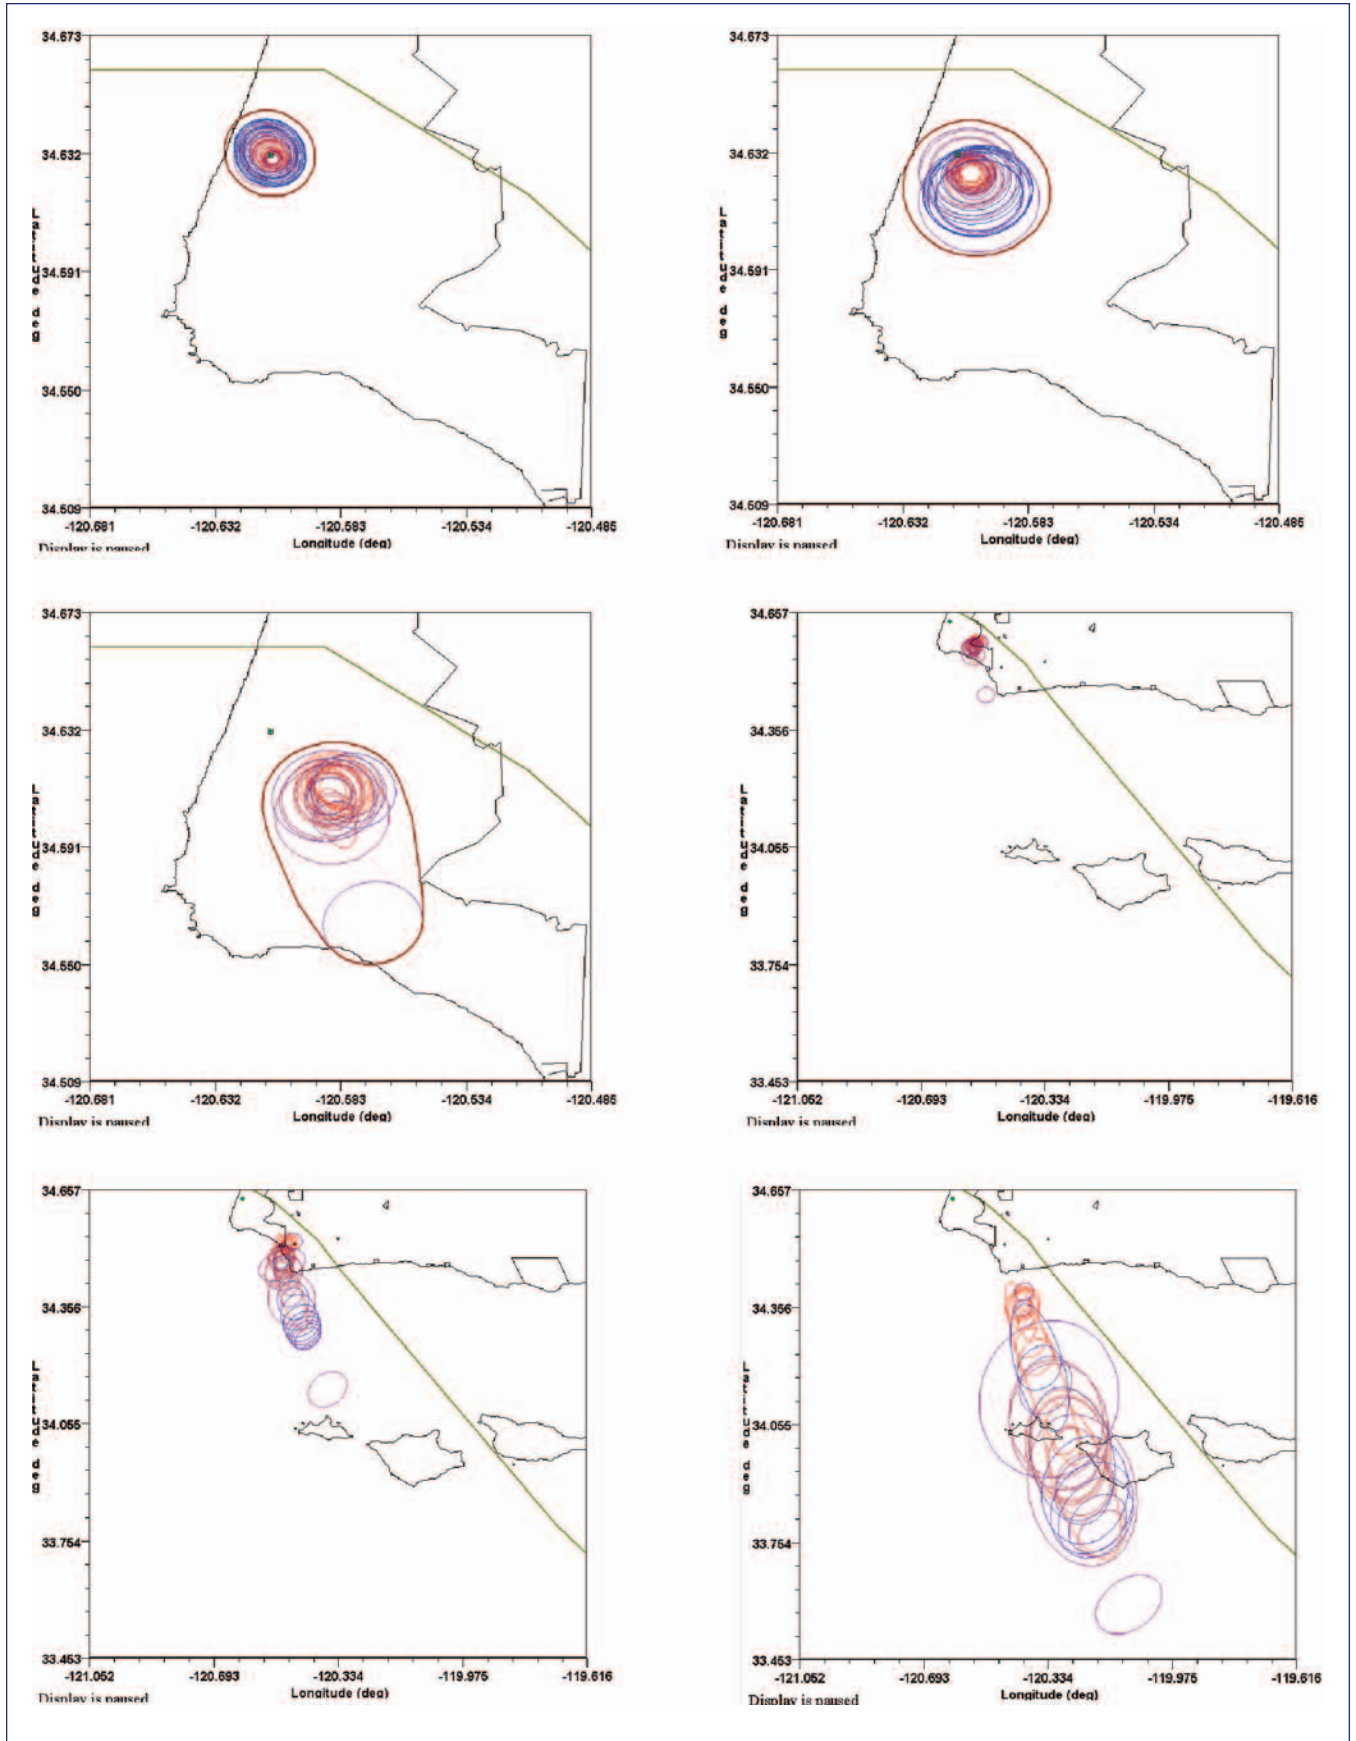 34.673
34.632
Latitude deg
34.591
34.550
34.509
-120.681 -120.632 -120.583 -120.534 -120.485
Longitude (deg)
Display is paused
34.673
34.632
Latitude deg
34.591
34.550
34.509
-120.681 -120.632 -120.583 -120.534 -120.485
Longitude (deg)
Display is paused
34.673
34.632
Latitude deg
34.591
34.550
34.509
-120.681 -120.632 -120.583 -120.534 -120.485
Longitude (deg)
Display is paused
34.657
34.356
Latitude deg
34.055
33.754
33.453
-121.052 -120.693 -120.334 -119.975 -119.616
Longitude (deg)
Display is paused
34.657
34.356
Latitude deg
34.055
33.754
33.453
-121.052 -120.693 -120.334 -119.975 -119.616
Longitude (deg)
Display is paused
34.657
34.356
Latitude deg
34.055
33.754
33.453
-121.052 -120.693 -120.334 -119.975 -119.616
Longitude (deg)
Display is paused